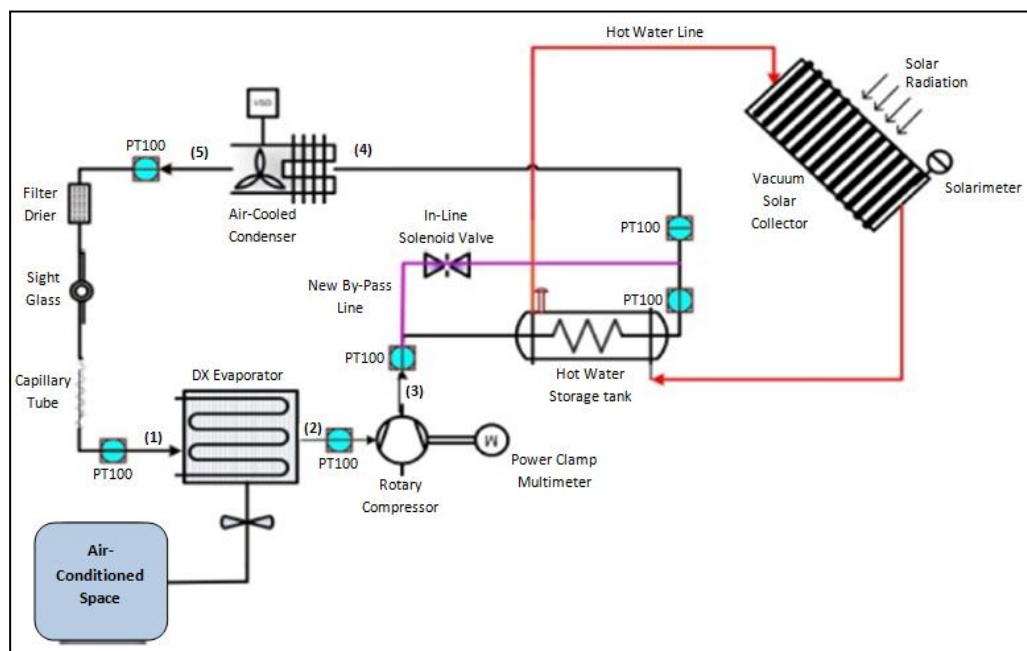 Hot Water Line
Solar
Radiation
VSD
PT100
(5)
(4)
Filter
Drier
Air-Cooled
Condenser
In-Line
Solenoid Valve
PT100
Vacuum
Solar
Collector
Solarimeter
Sight
Glass
New By-Pass
Line
PT100
PT100
Hot Water
Storage tank
Capillary
Tube
DX Evaporator
(3)
(1)
(2)
PT100
PT100
M
Power Clamp
Multimeter
Rotary
Compressor
Air-
Conditioned
Space